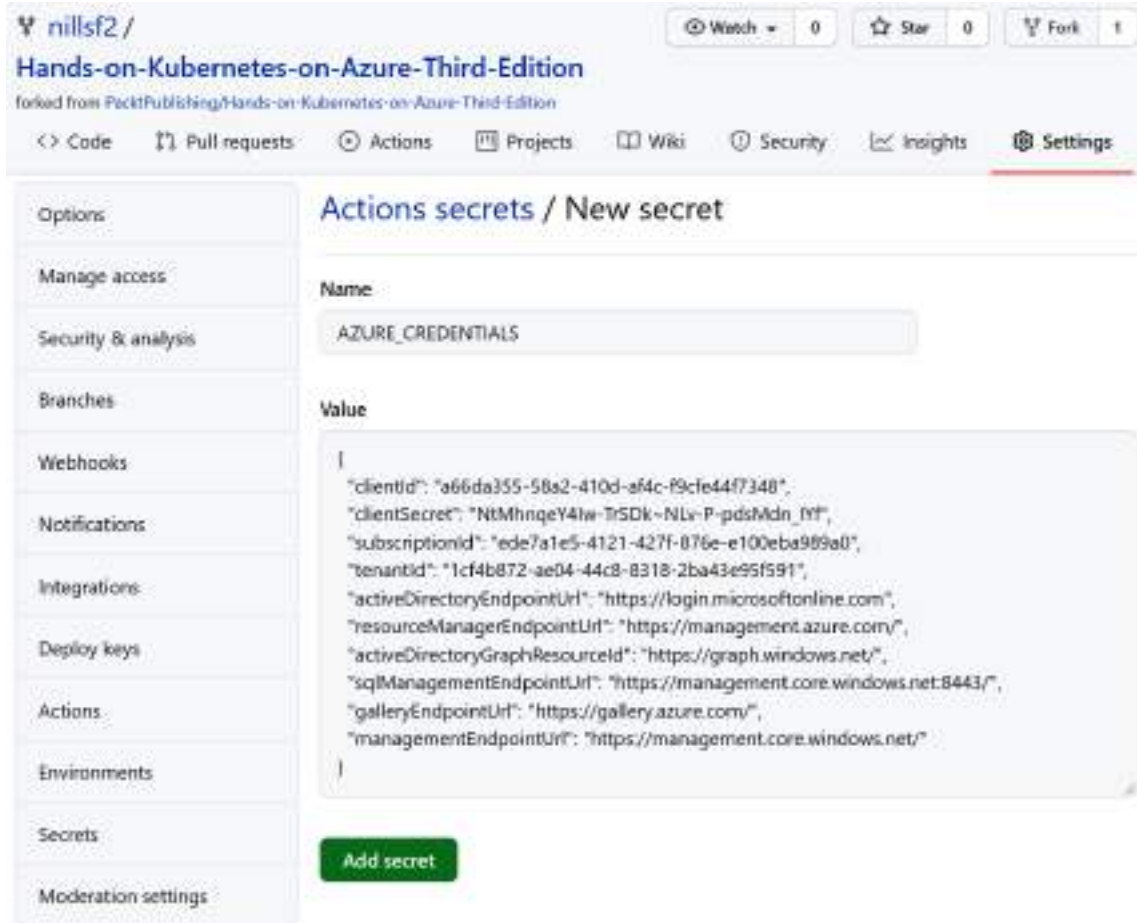 nillsf2 /
Watch 0 Star 0 Fork 1
Hands-on-Kubernetes-on-Azure-Third-Edition
forked from PacktPublishing/Hands-on-Kubernetes-on-Azure-Third-Edition
<> Code Pull requests Actions Projects Wiki Security Insights Settings
Options
Manage access
Security & analysis
Branches
Webhooks
Notifications
Integrations
Deploy keys
Actions
Environments
Secrets
Moderation settings
Actions secrets / New secret
Name
AZURE_CREDENTIALS
Value
{
"clientId": "a66da355-58a2-410d-af4c-f9cfe44f7348",
"clientSecret":
"subscriptionId": "ede7a1e5-4121-427f-876e-e100eba989a0",
"tenantId": "1cf4b872-ae04-44c8-8318-2ba43e95f591",
"activeDirectoryEndpointUrl": "https://login.microsoftonline.com",
"resourceManagerEndpointUrl": "https://management.azure.com/",
"activeDirectoryGraphResourceId": "https://graph.windows.net/",
"sqlManagementEndpointUrl": "https://management.core.windows.net:8443/",
"galleryEndpointUrl": "https://gallery.azure.com/",
"managementEndpointUrl": "https://management.core.windows.net/"
}
Add secret